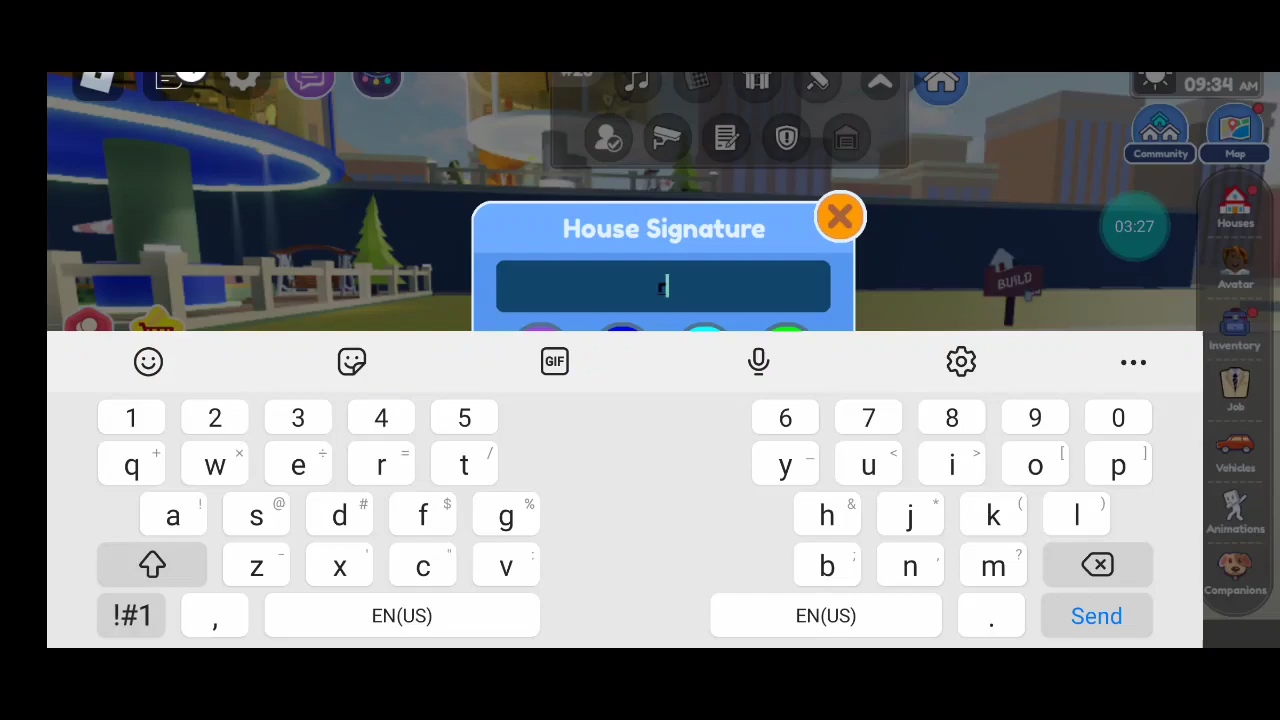 #20
09:34 AM
Community
Map
House Signature
r
03:27
BUILD
Houses
Avatar
Inventory
Job
Vehicles
Animations
Companions
GIF
1 2 3 4 5 6 7 8 9 0
q + w × e ÷ r = t / y _ u < i > o [ p ]
a ! s @ d # f $ g % h & j * k ( l )
z - x ' c " v : b ; n , m ?
!#1 , EN(US) EN(US) . Send